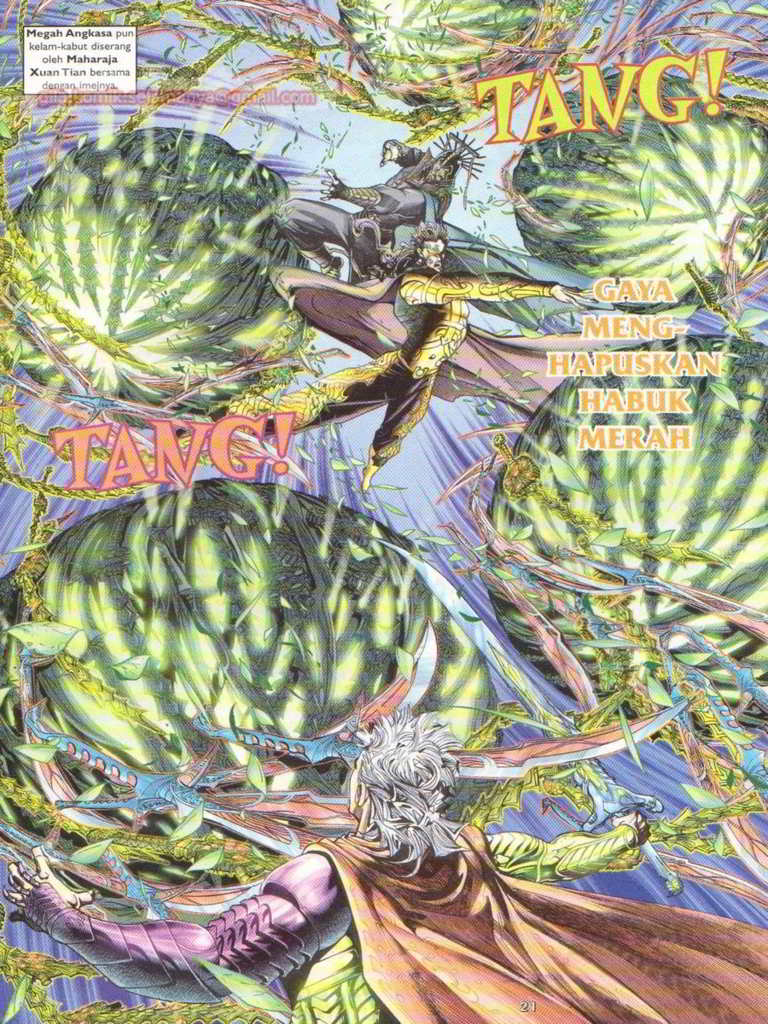 Megah Angkasa pun
kelam-kabut diserang
oleh Maharaja
Xuan Tian bersama
dengan imejnya.
TANG!
GAYA
MENG-
HAPUSKAN
HABUK
MERAH
TANG!
21